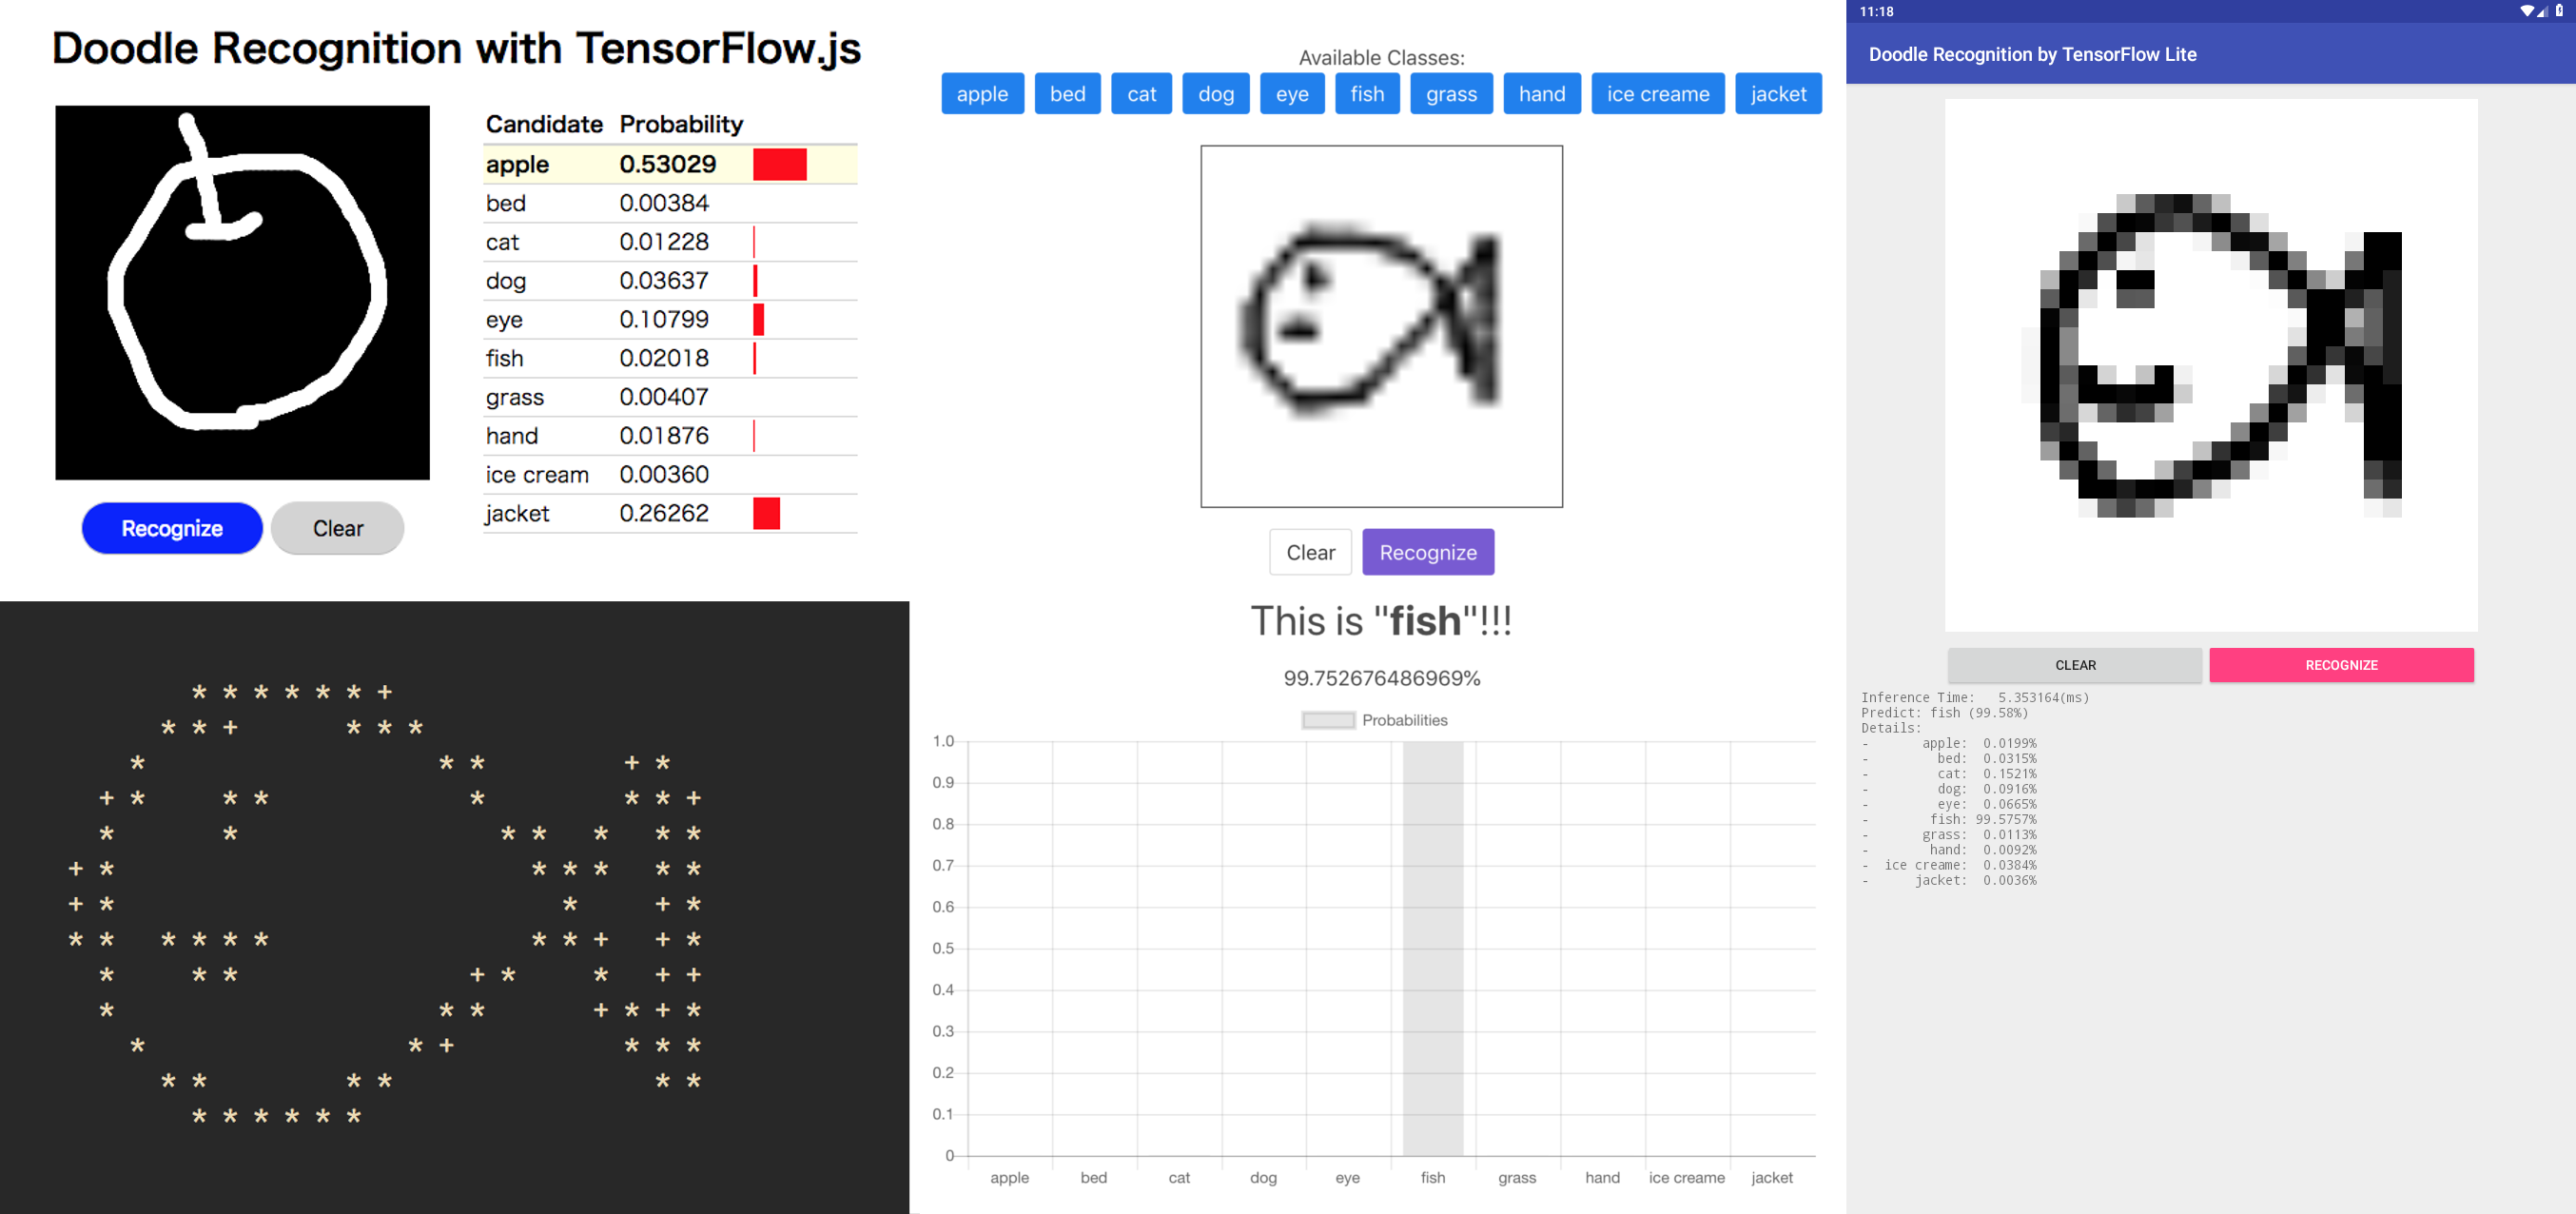 Doodle Recognition with TensorFlow.js
Candidate Probability
apple 0.53029
bed 0.00384
cat 0.01228
dog 0.03637
eye 0.10799
fish 0.02018
grass 0.00407
hand 0.01876
ice cream 0.00360
jacket 0.26262
Recognize Clear
* * * * * * +
* * + * * *
* * * + *
+ * * * * * * +
* * * * * * *
+ * * * * * *
+ * * + *
* * * * * * * * + + *
* * * + * * + +
* * * + * + *
* * + * * *
* * * * * *
* * * * * *
Available Classes:
apple bed cat dog eye fish grass hand ice creame jacket
Clear Recognize
This is "fish"!!!
99.752676486969%
Probabilities
1.0
0.9
0.8
0.7
0.6
0.5
0.4
0.3
0.2
0.1
0
apple bed cat dog eye fish grass hand ice creame jacket
11:18
Doodle Recognition by TensorFlow Lite
CLEAR RECOGNIZE
Inference Time: 5.353164(ms)
Predict: fish (99.58%)
Details:
- apple: 0.0199%
- bed: 0.0315%
- cat: 0.1521%
- dog: 0.0916%
- eye: 0.0665%
- fish: 99.5757%
- grass: 0.0113%
- hand: 0.0092%
- ice creame: 0.0384%
- jacket: 0.0036%